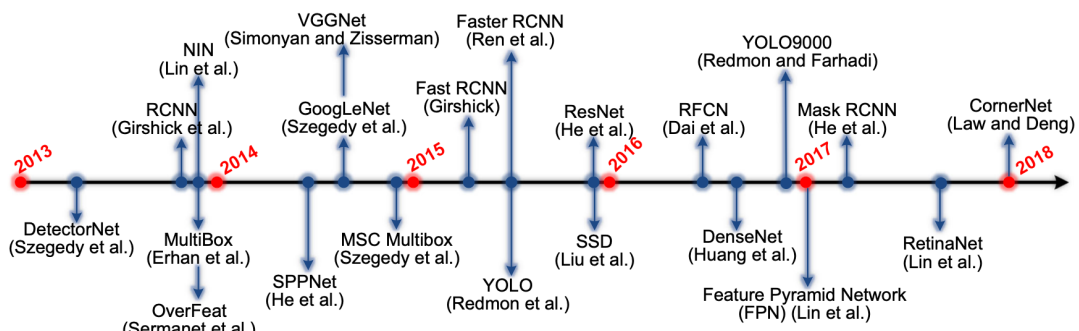 VGGNet
(Simonyan and Zisserman)
Faster RCNN
(Ren et al.)
NIN
(Lin et al.)
YOLO9000
(Redmon and Farhadi)
RCNN
(Girshick et al.)
GoogLeNet
(Szegedy et al.)
Fast RCNN
(Girshick)
ResNet
(He et al.)
RFCN
(Dai et al.)
Mask RCNN
(He et al.)
CornerNet
(Law and Deng)
2013
2014
2015
2016
2017
2018
DetectorNet
(Szegedy et al.)
MultiBox
(Erhan et al.)
OverFeat
(Sermanet et al.)
SPPNet
(He et al.)
MSC Multibox
(Szegedy et al.)
YOLO
(Redmon et al.)
SSD
(Liu et al.)
DenseNet
(Huang et al.)
Feature Pyramid Network
(FPN) (Lin et al.)
RetinaNet
(Lin et al.)